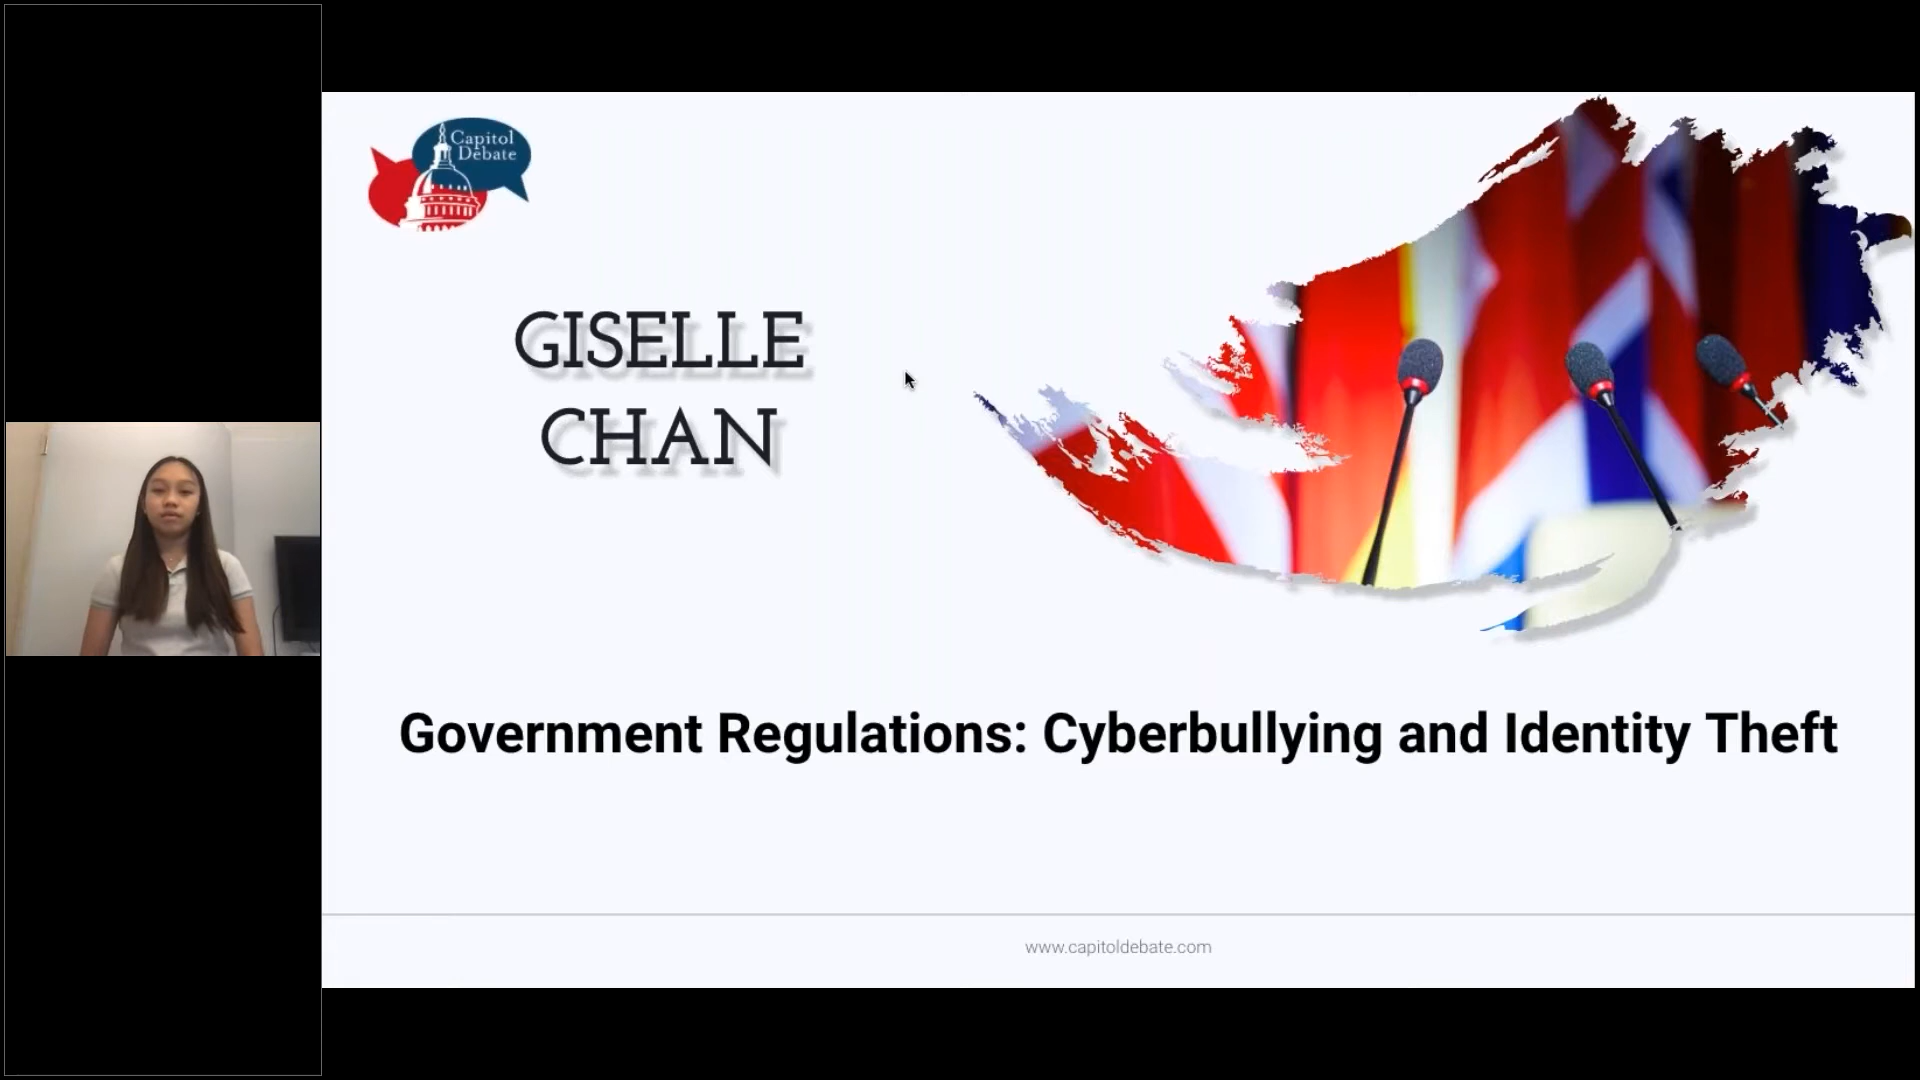 Capitol
Debate
GISELLE
CHAN
Government Regulations: Cyberbullying and Identity Theft
www.capitoldebate.com